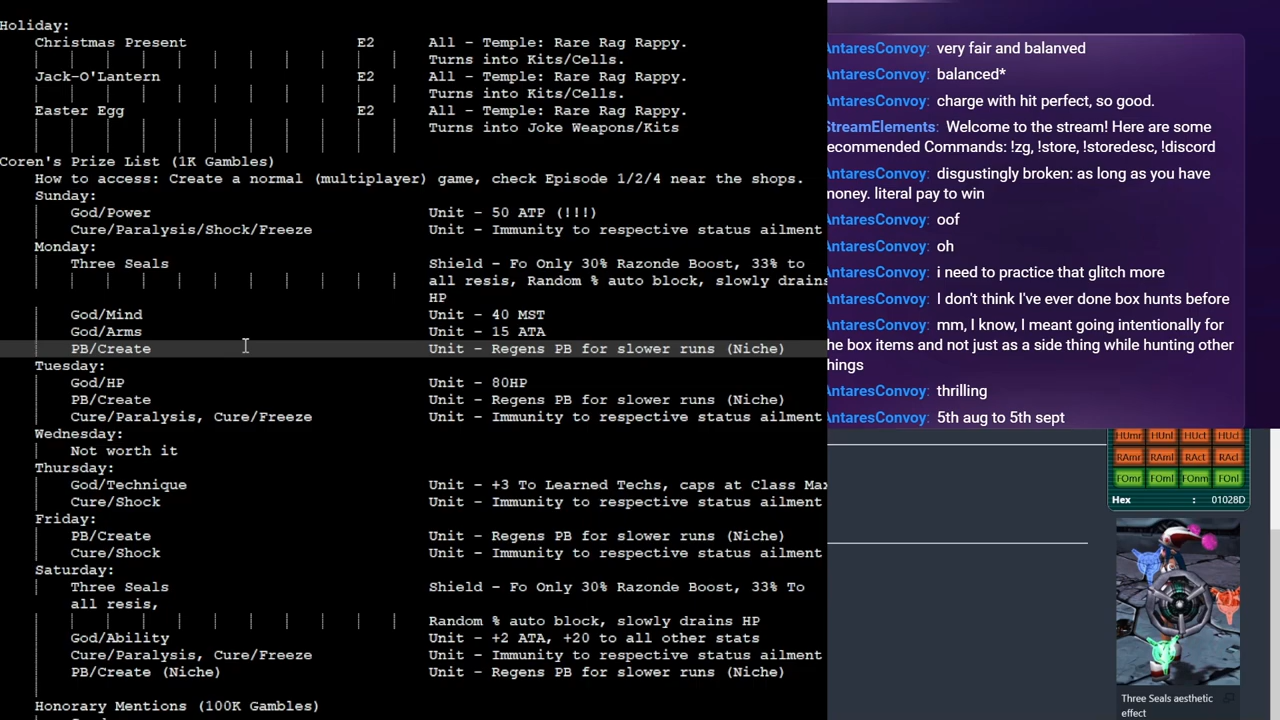 Holiday:
Christmas Present E2 All - Temple: Rare Rag Rappy.
Turns into Kits/Cells.
Jack-O'Lantern E2 All - Temple: Rare Rag Rappy.
Turns into Kits/Cells.
Easter Egg E2 All - Temple: Rare Rag Rappy.
Turns into Joke Weapons/Kits
Coren's Prize List (1K Gambles)
How to access: Create a normal (multiplayer) game, check Episode 1/2/4 near the shops.
Sunday:
God/Power Unit - 50 ATP (!!!)
Cure/Paralysis/Shock/Freeze Unit - Immunity to respective status ailment
Monday:
Three Seals Shield - Fo Only 30% Razonde Boost, 33% to
all resis, Random % auto block, slowly drains
HP
God/Mind Unit - 40 MST
God/Arms Unit - 15 ATA
PB/Create Unit - Regens PB for slower runs (Niche)
Tuesday:
God/HP Unit - 80HP
PB/Create Unit - Regens PB for slower runs (Niche)
Cure/Paralysis, Cure/Freeze Unit - Immunity to respective status ailment
Wednesday:
Not worth it
Thursday:
God/Technique Unit - +3 To Learned Techs, caps at Class Max
Cure/Shock Unit - Immunity to respective status ailment
Friday:
PB/Create Unit - Regens PB for slower runs (Niche)
Cure/Shock Unit - Immunity to respective status ailment
Saturday:
Three Seals Shield - Fo Only 30% Razonde Boost, 33% To
all resis,
Random % auto block, slowly drains HP
God/Ability Unit - +2 ATA, +20 to all other stats
Cure/Paralysis, Cure/Freeze Unit - Immunity to respective status ailment
PB/Create (Niche) Unit - Regens PB for slower runs (Niche)
Honorary Mentions (100K Gambles)
AntaresConvoy: very fair and balanved
AntaresConvoy: balanced*
AntaresConvoy: charge with hit perfect, so good.
StreamElements: Welcome to the stream! Here are some
ecommended Commands: !zg, !store, !storedesc, !discord
AntaresConvoy: disgustingly broken: as long as you have
money. literal pay to win
AntaresConvoy: oof
AntaresConvoy: oh
AntaresConvoy: i need to practice that glitch more
AntaresConvoy: I don't think I've ever done box hunts before
AntaresConvoy: mm, I know, I meant going intentionally for
he box items and not just as a side thing while hunting other
hings
AntaresConvoy: thrilling
AntaresConvoy: 5th aug to 5th sept
HUmr HUnl HUct HUcl
RAmr RAml RAct RAcl
FOmr FOml FOnm FOnl
Hex : 01028D
Three Seals aesthetic
effect